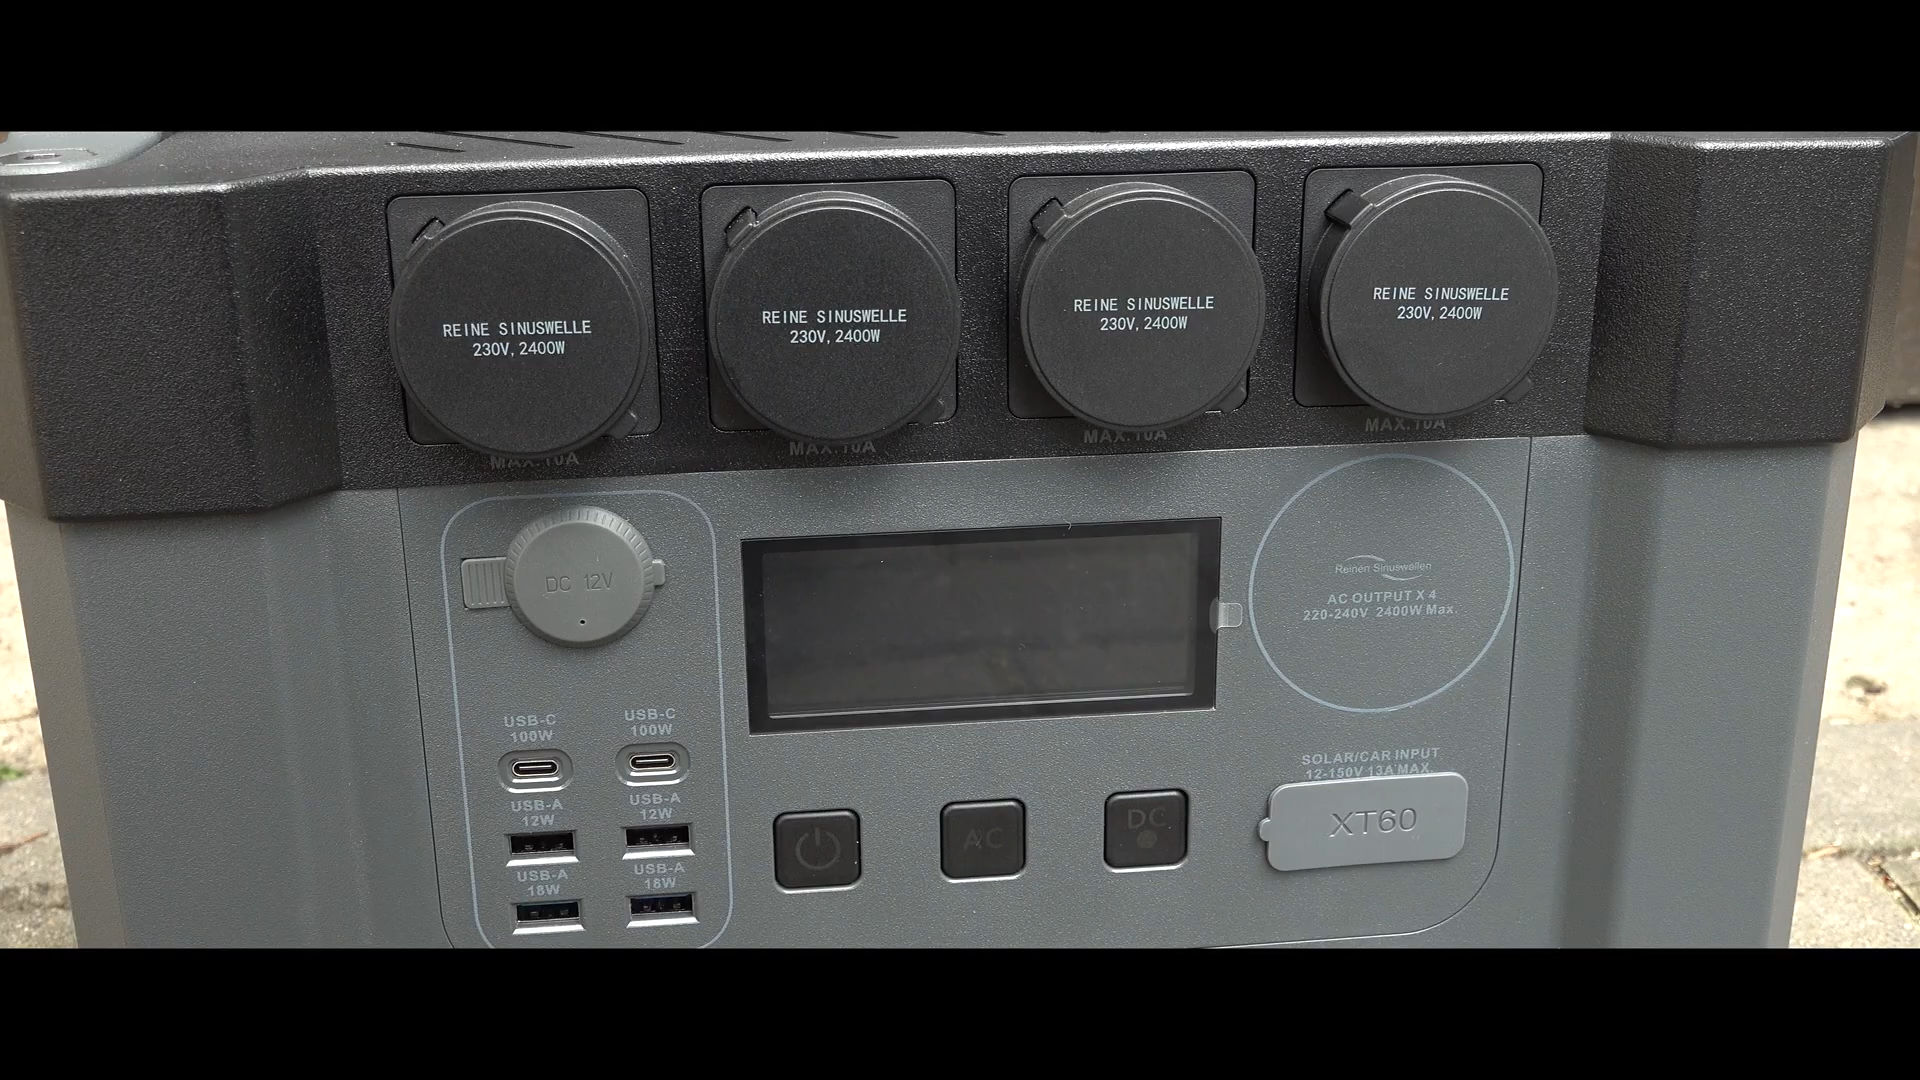 REINE SINUSWELLE
230V, 2400W
REINE SINUSWELLE
230V, 2400W
REINE SINUSWELLE
230V, 2400W
REINE SINUSWELLE
230V, 2400W
MAX.10A
MAX.10A
MAX.10A
MAX.10A
DC 12V
Reinen Sinuswellen
AC OUTPUT X 4
220-240V 2400W Max.
USB-C
100W
USB-C
100W
USB-A
12W
USB-A
12W
USB-A
18W
USB-A
18W
AC
DC
SOLAR/CAR INPUT
12-150V 13A MAX.
XT60